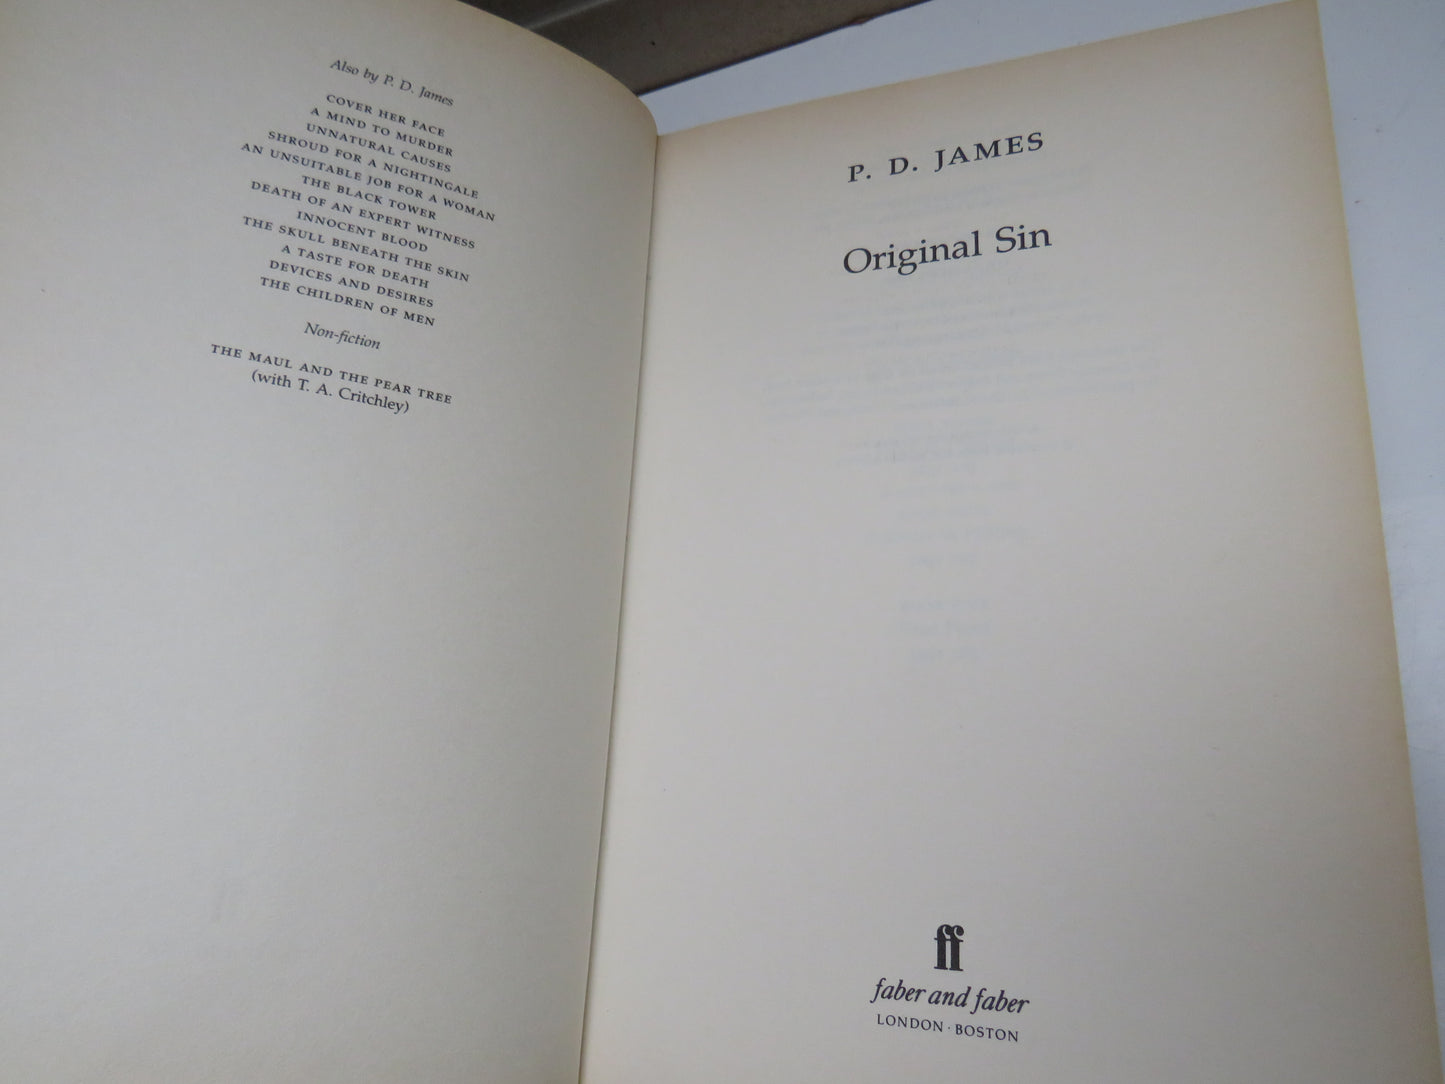 Also by P. D. James
COVER HER FACE
A MIND TO MURDER
UNNATURAL CAUSES
SHROUD FOR A NIGHTINGALE
AN UNSUITABLE JOB FOR A WOMAN
THE BLACK TOWER
DEATH OF AN EXPERT WITNESS
INNOCENT BLOOD
THE SKULL BENEATH THE SKIN
A TASTE FOR DEATH
DEVICES AND DESIRES
THE CHILDREN OF MEN
Non-fiction
THE MAUL AND THE PEAR TREE
(with T. A. Critchley)
P. D. JAMES
Original Sin
ff
faber and faber
LONDON · BOSTON